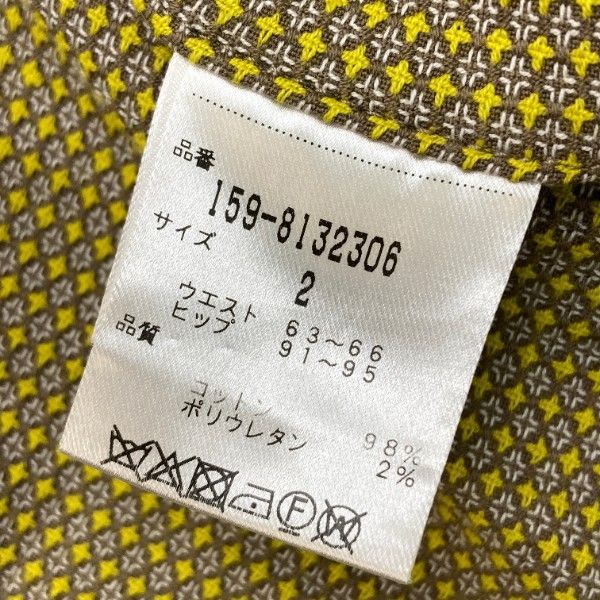 品番
159-8132306
サイズ
2
ウエスト 63～66
ヒップ 91～95
品質
コットン 98%
ポリウレタン 2%
F W